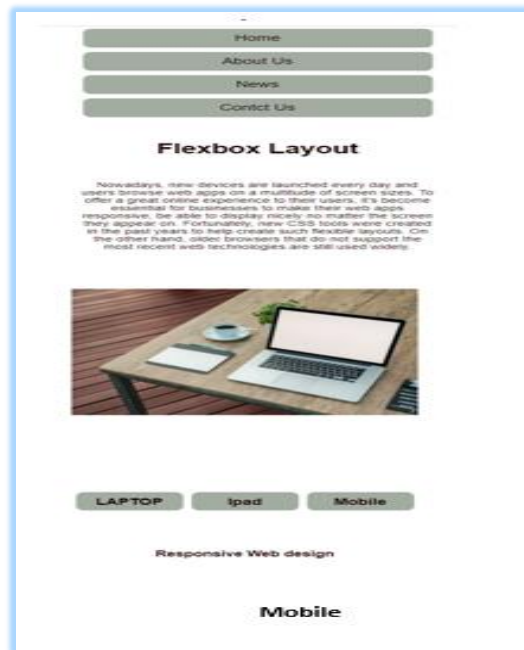 Home
About Us
News
Contct Us
Flexbox Layout
Nowadays, new devices are launched every day and
users browse web apps on a multitude of screen sizes. To
offer a great online experience to their users, it's become
essential for businesses to make their web apps
responsive, be able to display nicely no matter the screen
they appear on. Fortunately, new CSS tools were created
in the past years to help create such flexible layouts. On
the other hand, older browsers that do not support the
most recent web technologies are still used widely.
LAPTOP Ipad Mobile
Responsive Web design
Mobile